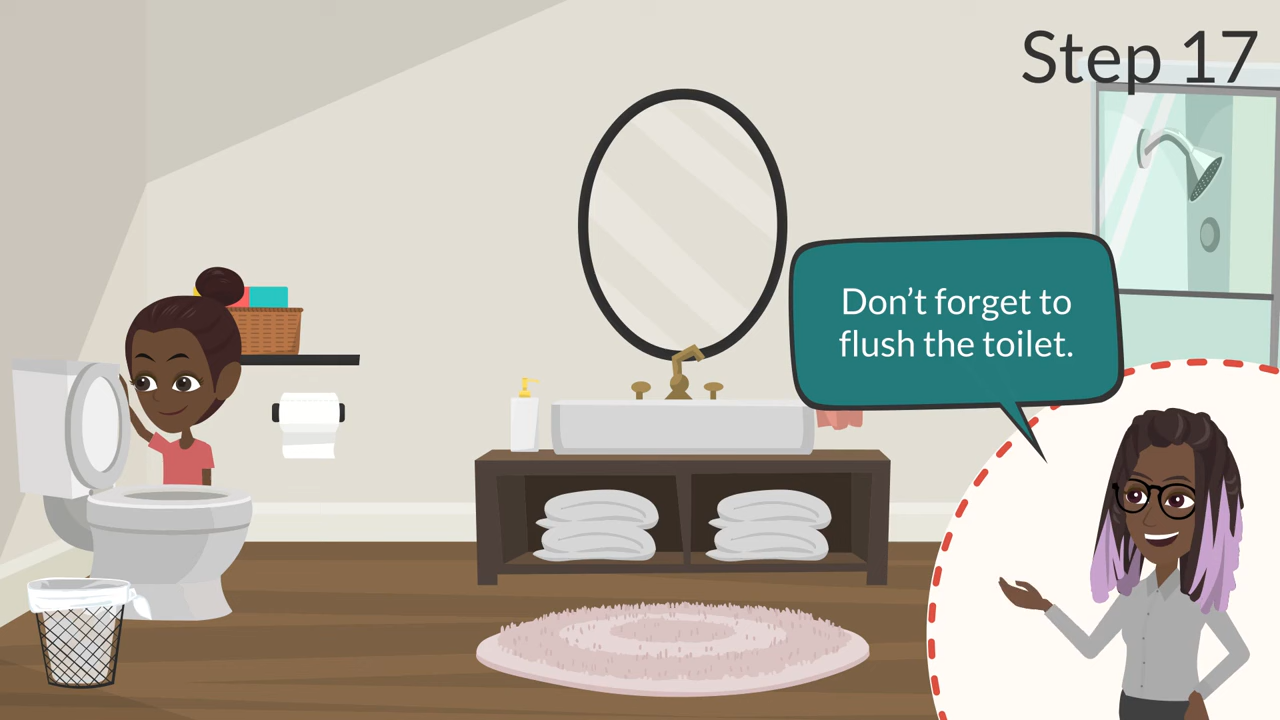 Step 17
Don’t forget to
flush the toilet.